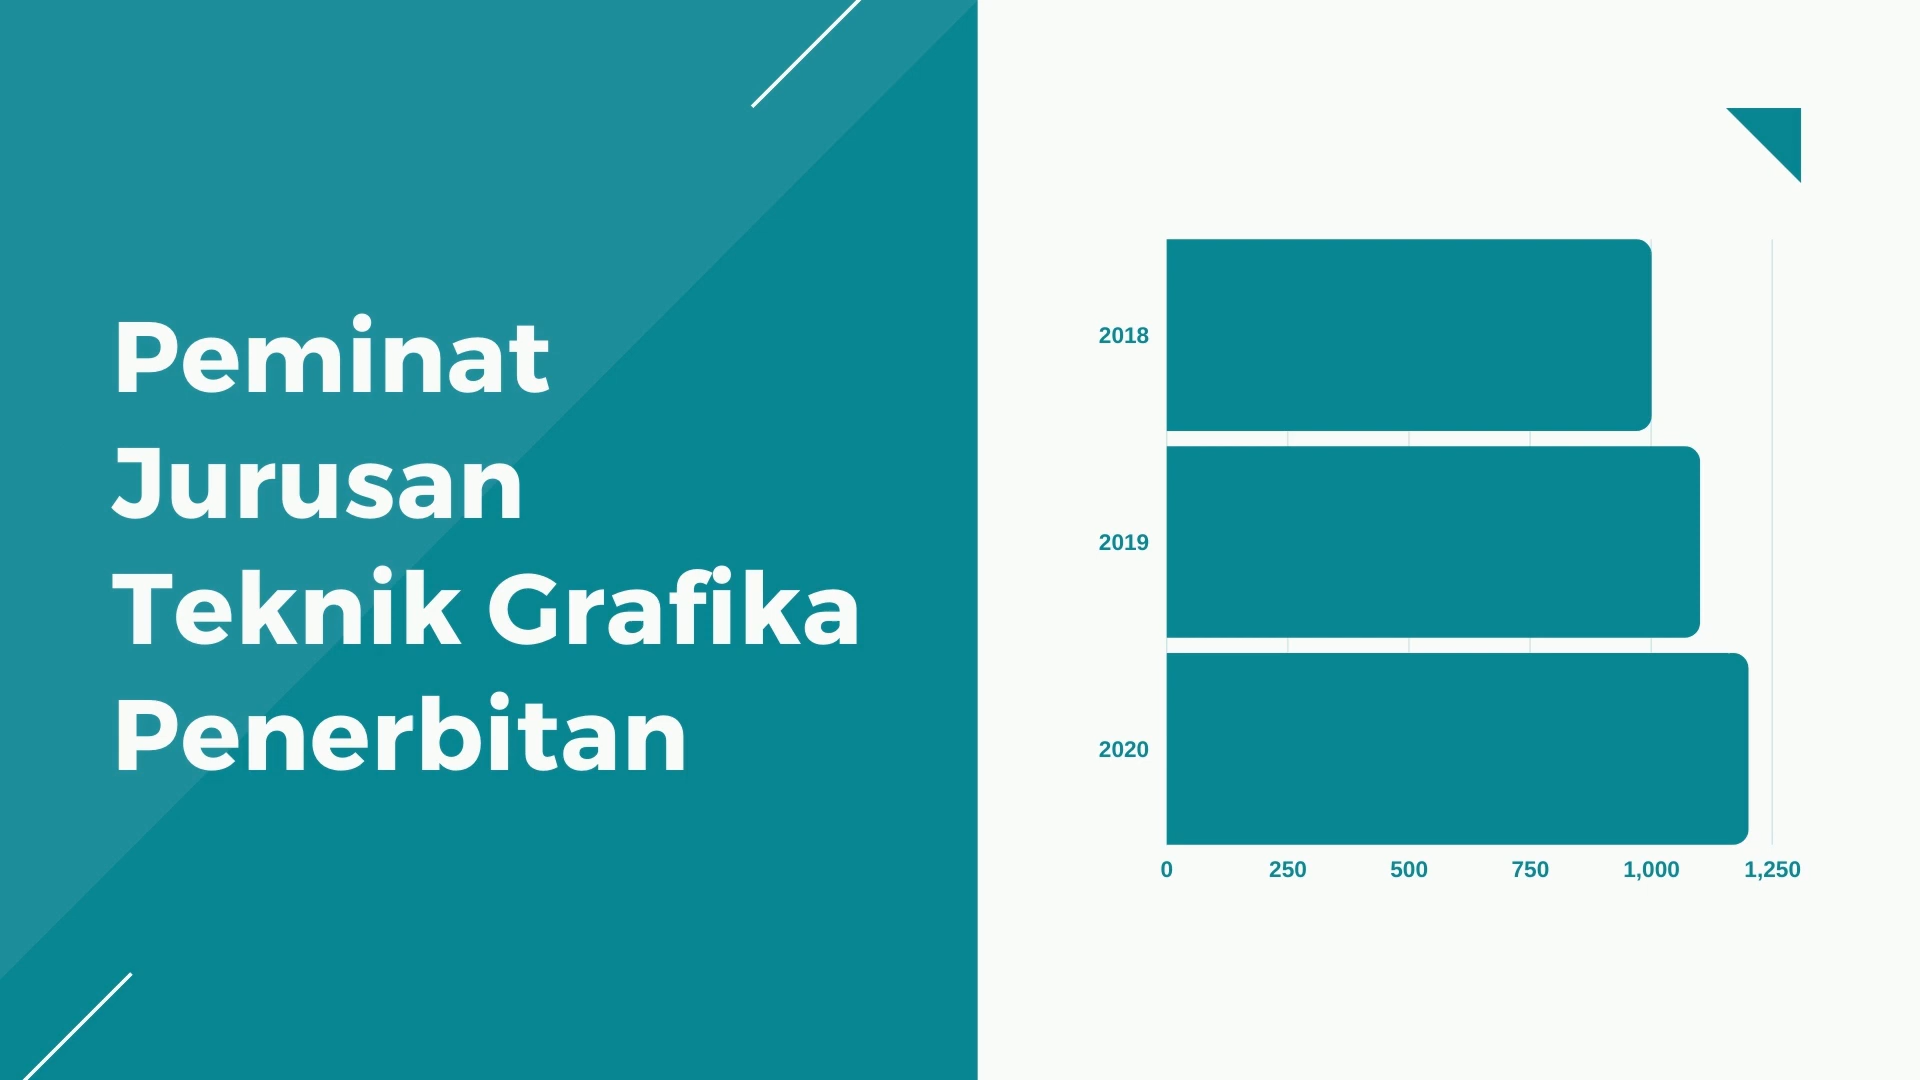 Peminat
Jurusan
Teknik Grafika
Penerbitan
2018
2019
2020
0 250 500 750 1,000 1,250